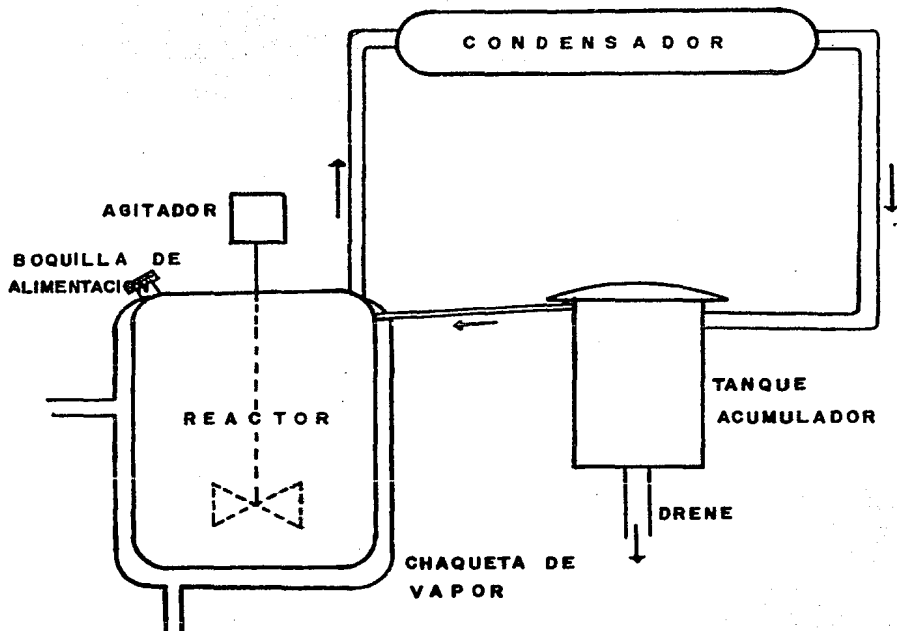 CONDENSADOR
AGITADOR
BOQUILLA DE
ALIMENTACION
REACTOR
TANQUE
ACUMULADOR
DRENE
CHAQUETA DE
VAPOR